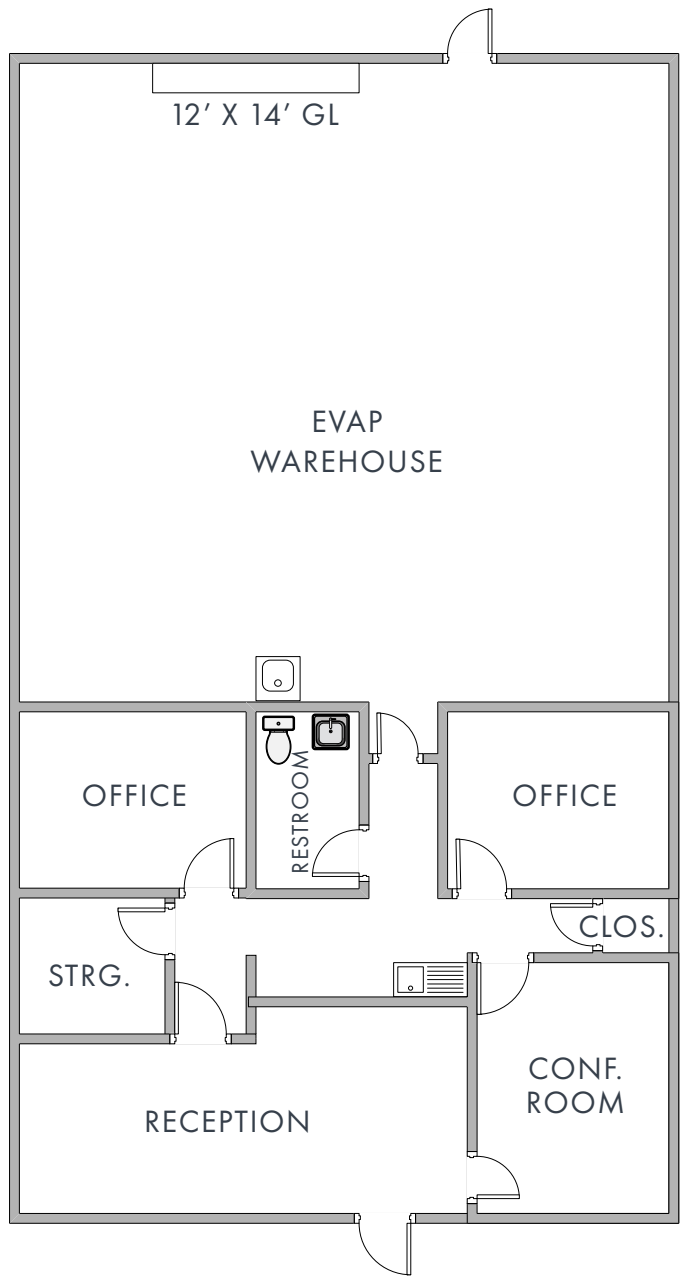 12’ X 14’ GL
EVAP
WAREHOUSE
OFFICE
RESTROOM
OFFICE
STRG.
CLOS.
CONF.
ROOM
RECEPTION